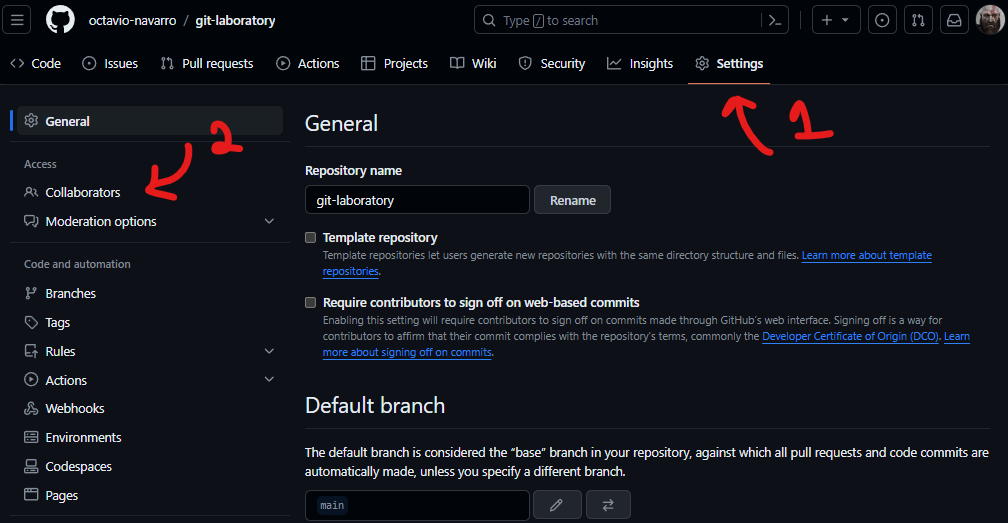 octavio-navarro / git-laboratory
Type / to search
Code Issues Pull requests Actions Projects Wiki Security Insights Settings
1
General
2
Access
Collaborators
Moderation options
Code and automation
Branches
Tags
Rules
Actions
Webhooks
Environments
Codespaces
Pages
General
Repository name
git-laboratory Rename
Template repository
Template repositories let users generate new repositories with the same directory structure and files. Learn more about template
repositories.
Require contributors to sign off on web-based commits
Enabling this setting will require contributors to sign off on commits made through GitHub's web interface. Signing off is a way for
contributors to affirm that their commit complies with the repository's terms, commonly the Developer Certificate of Origin (DCO). Learn
more about signing off on commits.
Default branch
The default branch is considered the “base” branch in your repository, against which all pull requests and code commits are
automatically made, unless you specify a different branch.
main